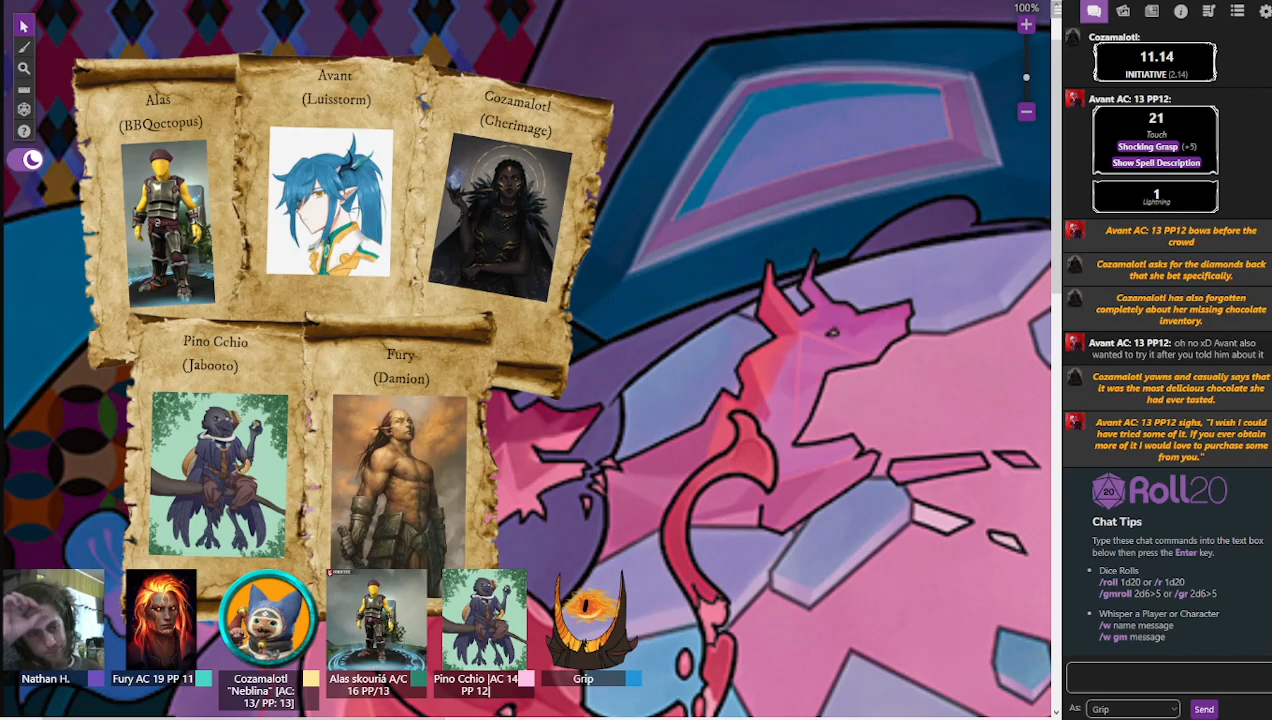 100%
Alas
(BBQoctopus)
Avant
(Luisstorm)
Cozamalotl
(Cherimage)
Pino Cchio
(Jabooto)
Fury
(Damion)
Nathan H.
Fury AC 19 PP 11
Cozamalotl
"Neblina" [AC:
13/ PP: 13]
Alas skouriá A/C
16 PP/13
Pino Cchio |AC 14
PP 12|
Grip
Cozamalotl:
11.14
INITIATIVE (2.14)
Avant AC: 13 PP12:
21
Touch
Shocking Grasp (+5)
Show Spell Description
1
Lightning
Avant AC: 13 PP12 bows before the
crowd
Cozamalotl asks for the diamonds back
that she bet specifically.
Cozamalotl has also forgotten
completely about her missing chocolate
inventory.
Avant AC: 13 PP12: oh no xD Avant also
wanted to try it after you told him about it
Cozamalotl yawns and casually says that
it was the most delicious chocolate she
had ever tasted.
Avant AC: 13 PP12 sighs, "I wish I could
have tried some of it. If you ever obtain
more of it I would love to purchase some
from you."
20
Roll20
Chat Tips
Type these chat commands into the text box
below then press the Enter key.
Dice Rolls
/roll 1d20 or /r 1d20
/gmroll 2d6>5 or /gr 2d6>5
Whisper a Player or Character
/w name message
/w gm message
As: Grip Send